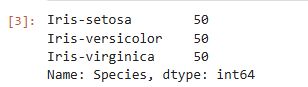 [3]: Iris-setosa 50
Iris-versicolor 50
Iris-virginica 50
Name: Species, dtype: int64